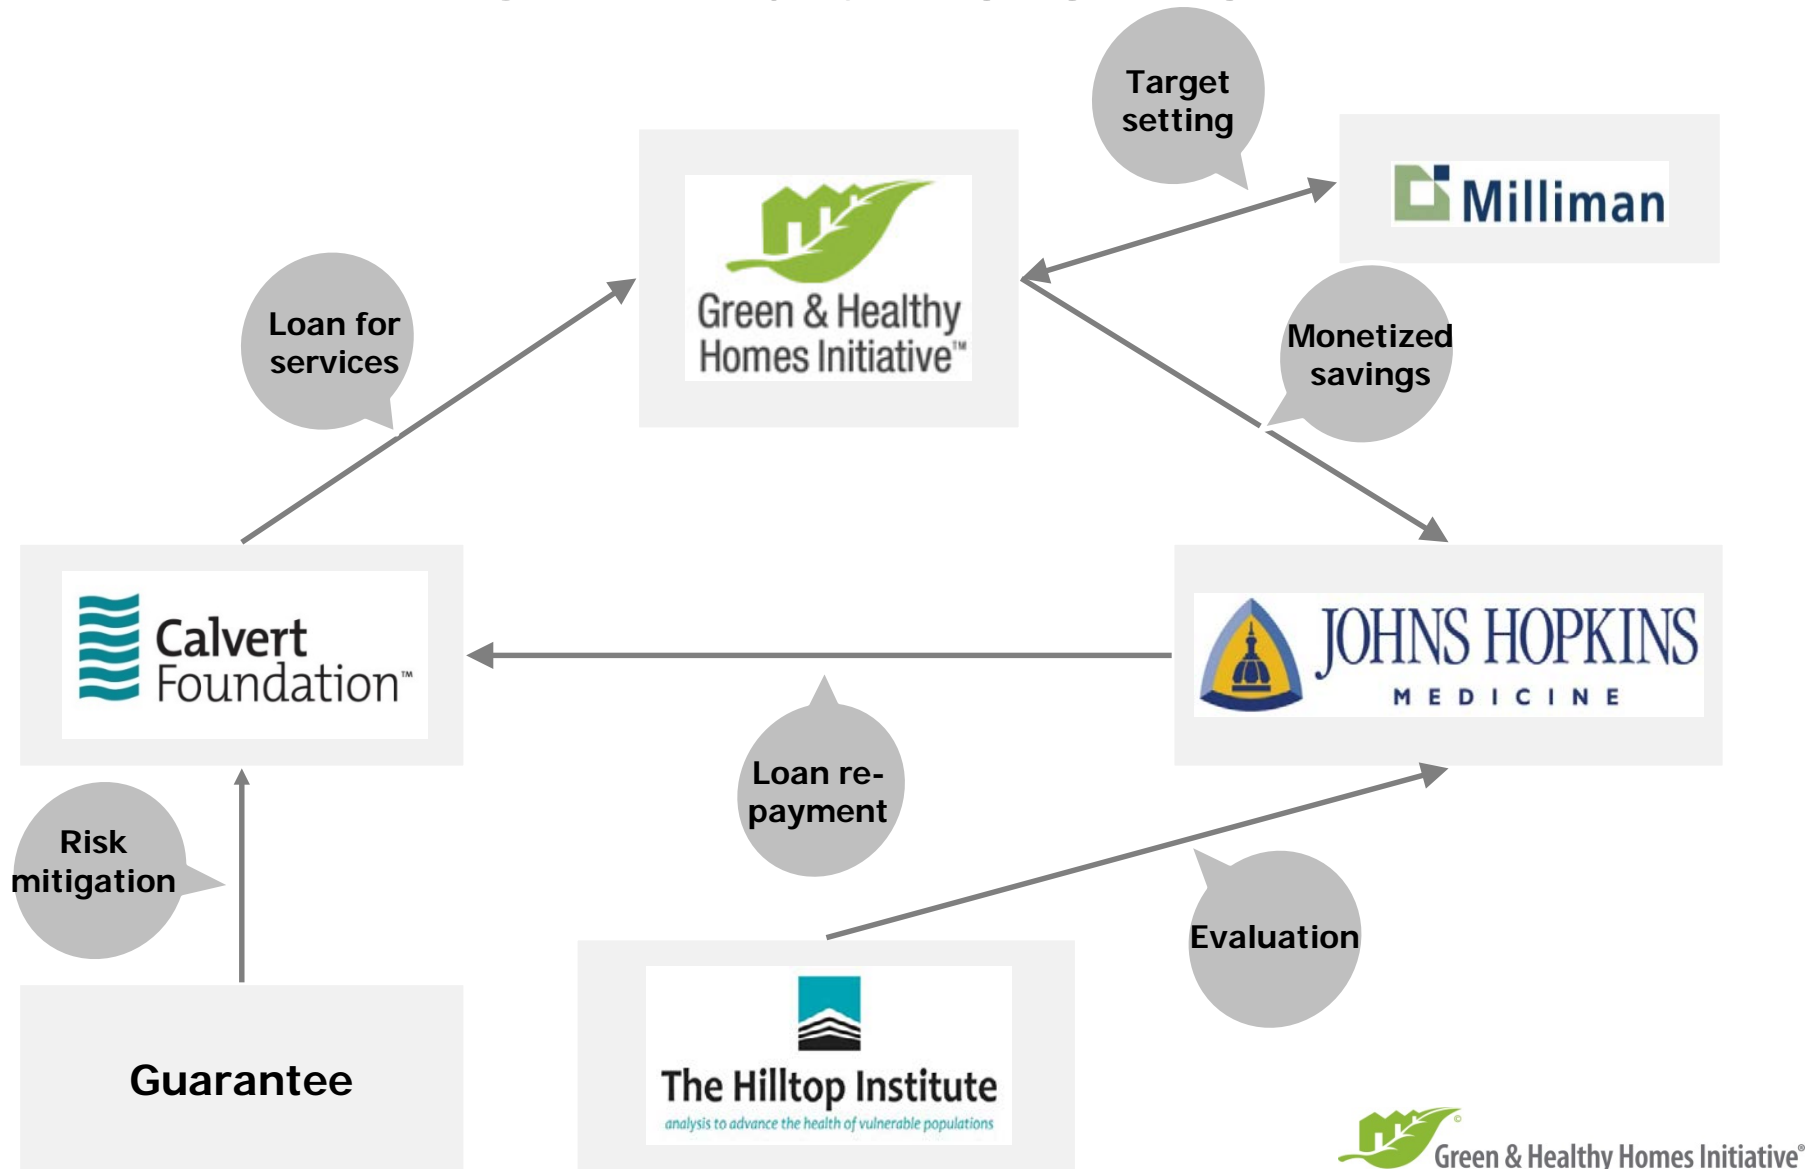 Target
setting
Milliman
Green & Healthy
Homes Initiative™
Loan for
services
Monetized
savings
Calvert
Foundation™
JOHNS HOPKINS
MEDICINE
Loan re-
payment
Risk
mitigation
Evaluation
Guarantee
The Hilltop Institute
analysis to advance the health of vulnerable populations
©
Green & Healthy Homes Initiative®